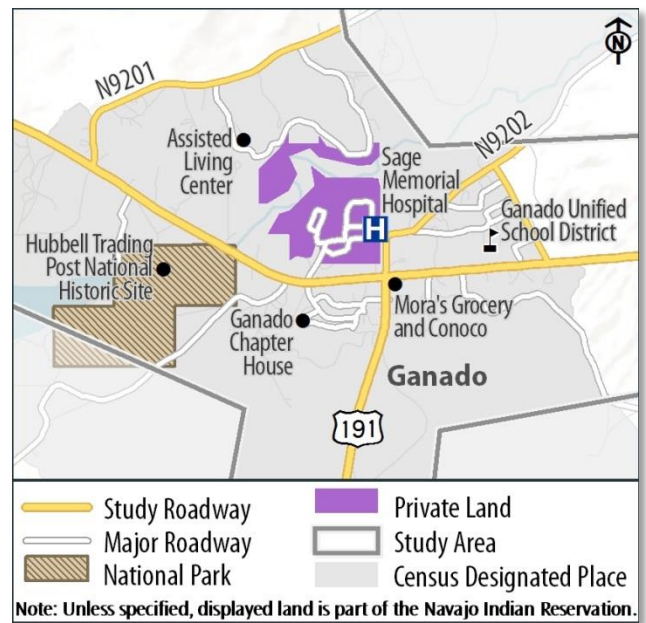 N
N9201
N9202
Assisted
Living
Center
Sage
Memorial
Hospital
H
Ganado Unified
School District
Hubbell Trading
Post National
Historic Site
Ganado
Chapter
House
Mora's Grocery
and Conoco
Ganado
191
Study Roadway
Major Roadway
National Park
Private Land
Study Area
Census Designated Place
Note: Unless specified, displayed land is part of the Navajo Indian Reservation.